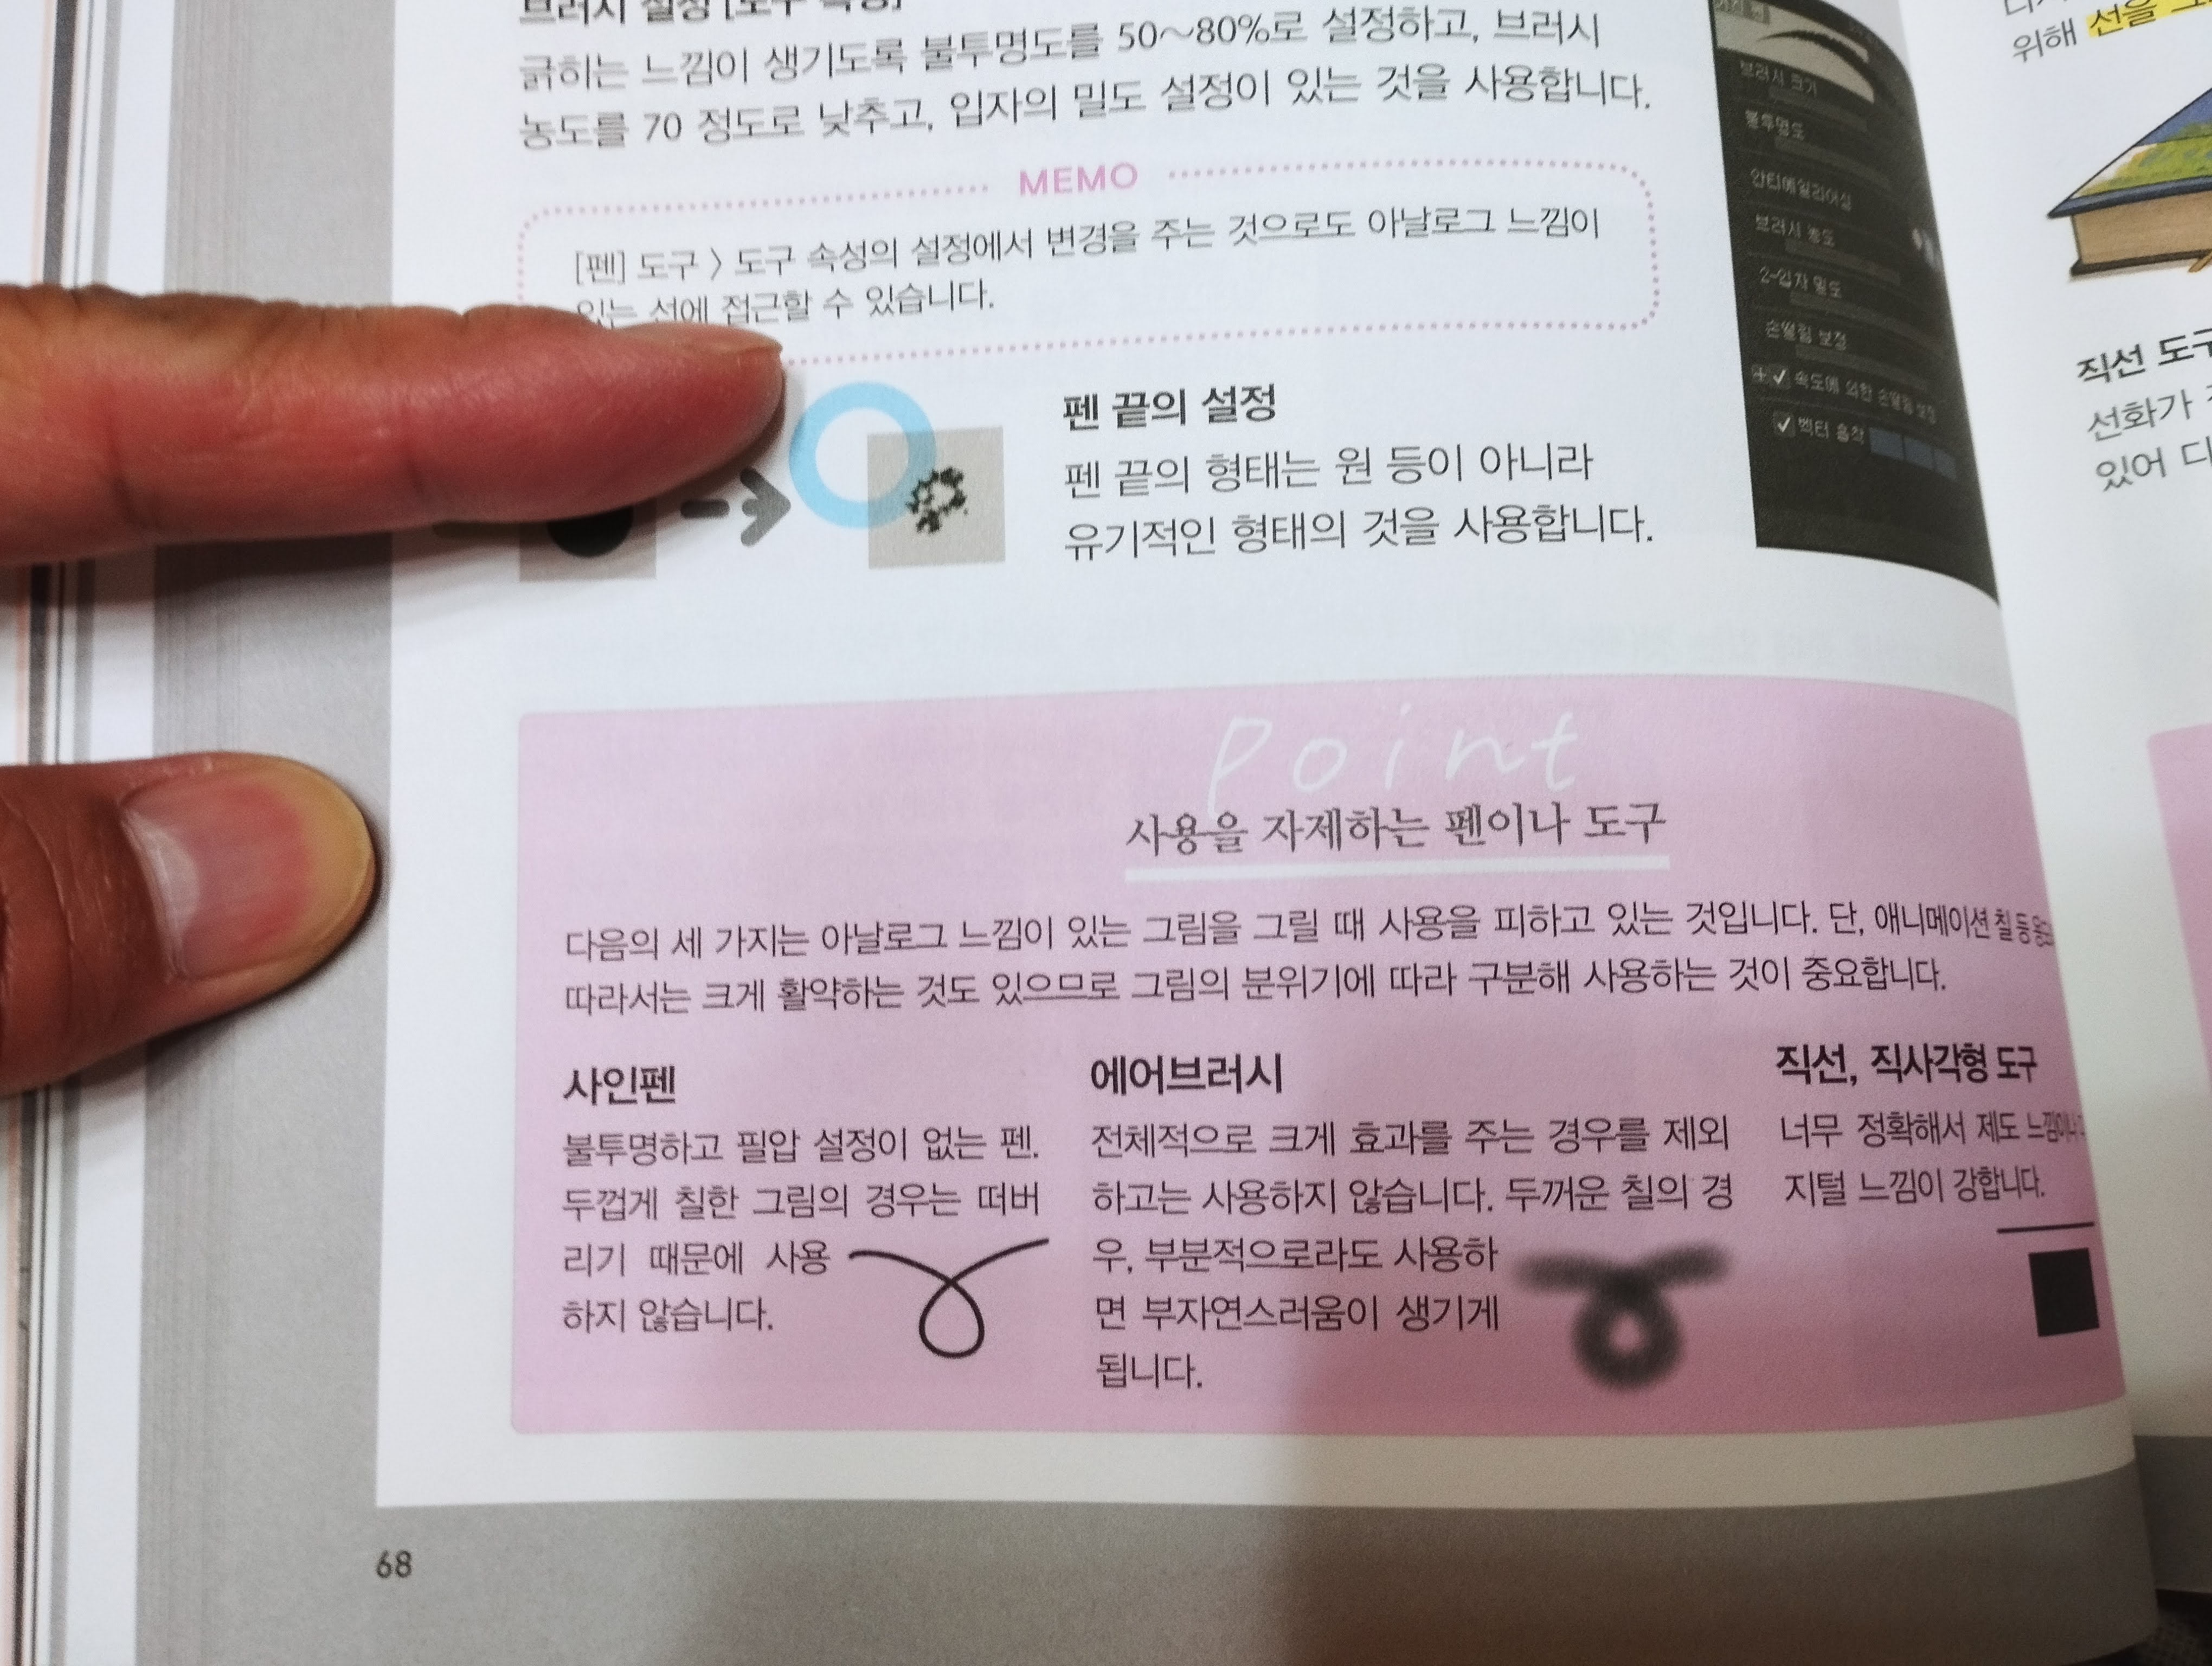 굵히는 느낌이 생기도록 불투명도를 50~80%로 설정하고, 브러시
농도를 70 정도로 낮추고, 입자의 밀도 설정이 있는 것을 사용합니다.
MEMO
[펜] 도구 > 도구 속성의 설정에서 변경을 주는 것으로도 아날로그 느낌이
있는 선에 접근할 수 있습니다.
펜 끝의 설정
펜 끝의 형태는 원 등이 아니라
유기적인 형태의 것을 사용합니다.
브러시 크기
불투명도
안티에일리어싱
브러시 농도
2-입자 밀도
손떨림 보정
속도에 의한 손떨림 보정
벡터 흡착
위해 선을
직선 도구
선화가
있어
Point
사용을 자제하는 펜이나 도구
다음의 세 가지는 아날로그 느낌이 있는 그림을 그릴 때 사용을 피하고 있는 것입니다. 단, 애니메이션 칠 등
따라서는 크게 활약하는 것도 있으므로 그림의 분위기에 따라 구분해 사용하는 것이 중요합니다.
사인펜
불투명하고 필압 설정이 없는 펜.
두껍게 칠한 그림의 경우는 떠버
리기 때문에 사용
하지 않습니다.
에어브러시
전체적으로 크게 효과를 주는 경우를 제외
하고는 사용하지 않습니다. 두꺼운 칠의 경
우, 부분적으로라도 사용하
면 부자연스러움이 생기게
됩니다.
직선, 직사각형 도구
너무 정확해서 제도 느낌이나
지털 느낌이 강합니다.
68